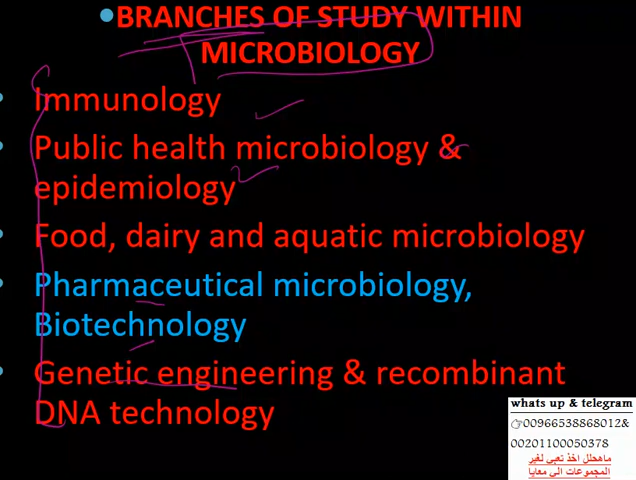 •BRANCHES OF STUDY WITHIN
MICROBIOLOGY
• Immunology
• Public health microbiology &
epidemiology
• Food, dairy and aquatic microbiology
• Pharmaceutical microbiology,
Biotechnology
• Genetic engineering & recombinant
DNA technology
whats up & telegram
👉00966538868012&
00201100050378
ماهحلل اخذ تعبى لغير
المجموعات الى معايا